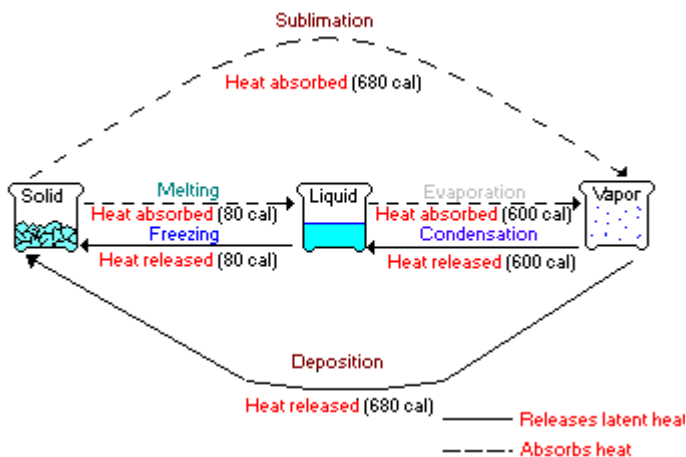 Sublimation
Heat absorbed (680 cal)
Solid
Melting
Liquid
Evaporation
Vapor
Heat absorbed (80 cal)
Heat absorbed (600 cal)
Freezing
Condensation
Heat released (80 cal)
Heat released (600 cal)
Deposition
Heat released (680 cal)
Releases latent heat
Absorbs heat